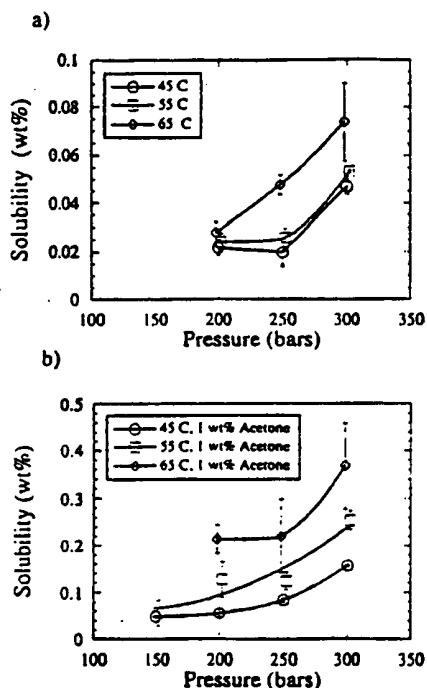 a)
0.1
0.08
0.06
0.04
0.02
0
Solubility (wt%)
45 C
55 C
65 C
100 150 200 250 300 350
Pressure (bars)
b)
0.5
0.4
0.3
0.2
0.1
0
Solubility (wt%)
45 C, 1 wt% Acetone
55 C, 1 wt% Acetone
65 C, 1 wt% Acetone
100 150 200 250 300 350
Pressure (bars)